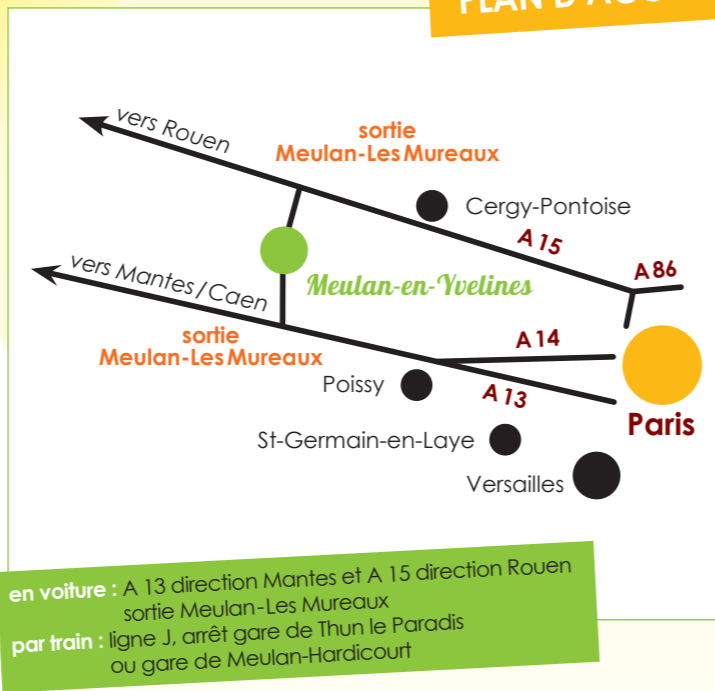 PLAN D'ACC
vers Rouen
sortie
Meulan-Les Mureaux
Cergy-Pontoise
A 15
A 86
vers Mantes/Caen
Meulan-en-Yvelines
sortie
Meulan-Les Mureaux
A 14
Poissy
A 13
Paris
St-Germain-en-Laye
Versailles
en voiture : A 13 direction Mantes et A 15 direction Rouen
sortie Meulan-Les Mureaux
par train : ligne J, arrêt gare de Thun le Paradis
ou gare de Meulan-Hardicourt